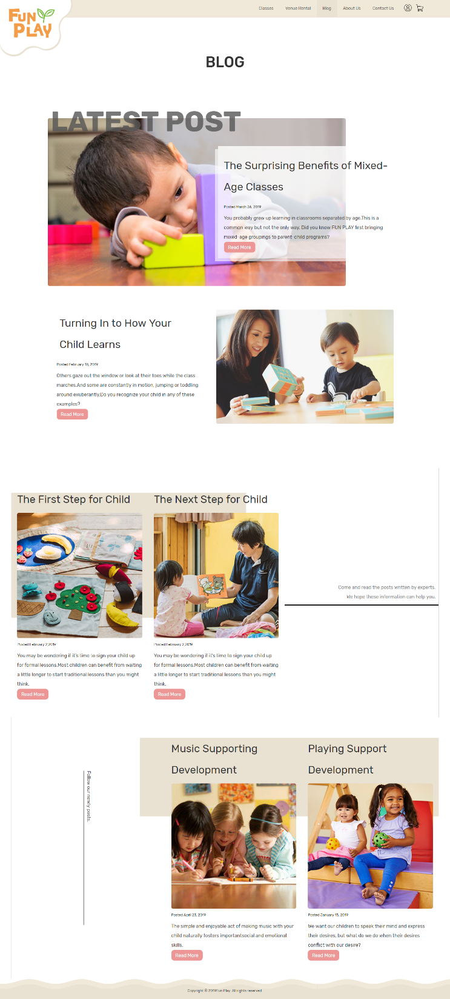 FUN
PLAY
Classes Venue Rental Blog About Us Contact Us
BLOG
LATEST POST
The Surprising Benefits of Mixed-
Age Classes
Posted March 26, 2019
You probably grew up learning in classrooms separated by age.This is a
common way but not the only way. Did you know FUN PLAY first bringing
mixed-age groupings to parent-child programs?
Read More
Turning In to How Your
Child Learns
Posted February 18, 2019
Others gaze out the window or look at their toes while the class
marches.And some are constantly in motion, jumping or toddling
around exuberantly.Do you recognize your child in any of these
examples?
Read More
The First Step for Child
Posted February 2,2019
You may be wondering if it's time to sign your child up
for formal lessons.Most children can benefit from waiting
a little longer to start traditional lessons than you might
think.
Read More
The Next Step for Child
Posted February 2,2019
You may be wondering if it's time to sign your child up
for formal lessons.Most children can benefit from waiting
a little longer to start traditional lessons than you might
think.
Read More
Come and read the posts written by experts.
We hope these information can help you.
Follow our newly posts.
Music Supporting
Development
Posted April 23, 2019
The simple and enjoyable act of making music with your
child naturally fosters importantsocial and emotional
skills.
Read More
Playing Support
Development
Posted January 15, 2019
We want our children to speak their mind and express
their desires, but what do we do when their desires
conflict with our desire?
Read More
Copyright © 2019Fun Play. All rights reserved